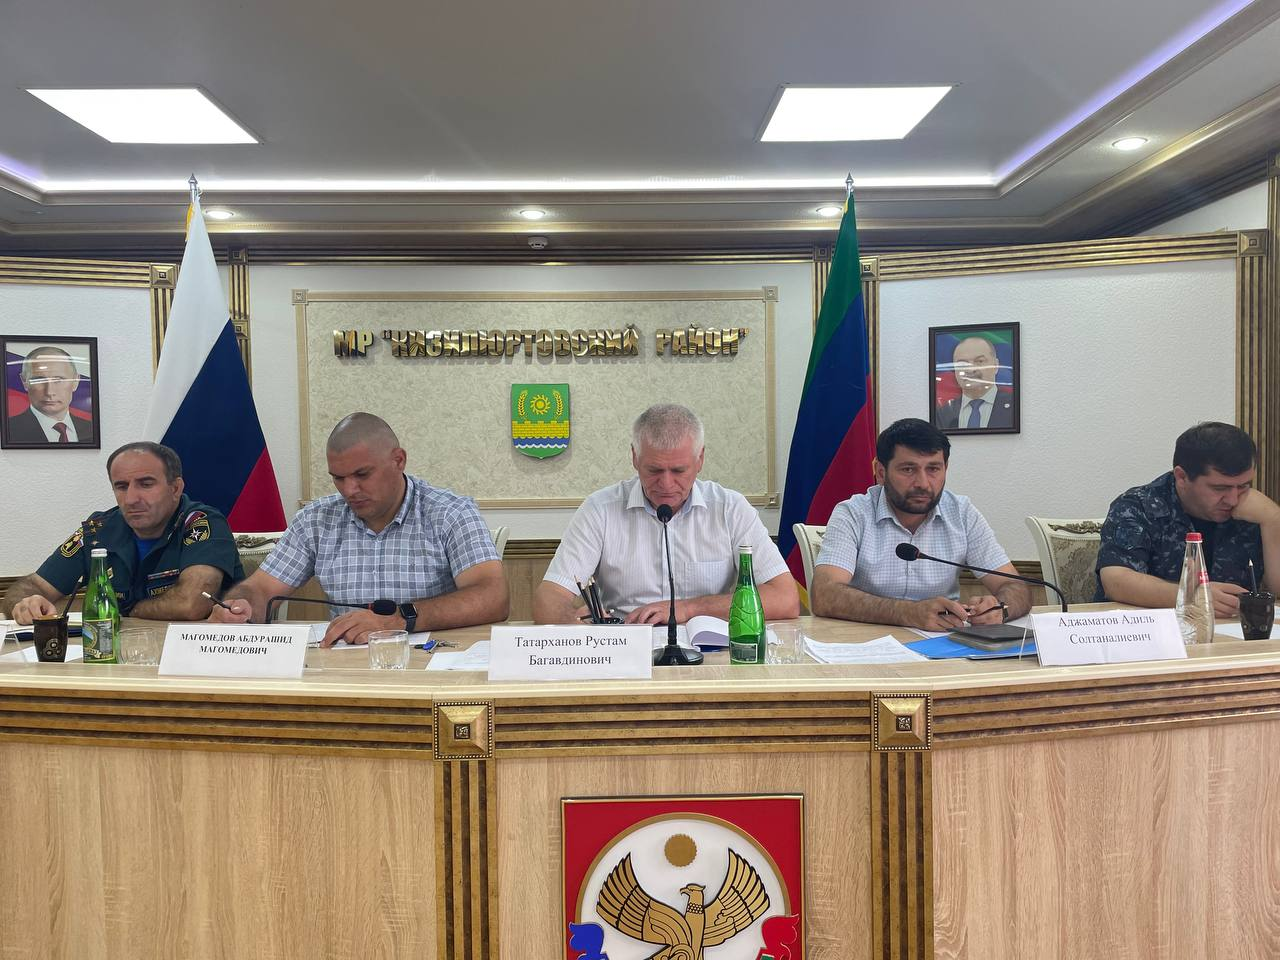 МР "КИЗИЛЮРТОВСКИЙ РАЙОН"
МАГОМЕДОВ АБДУРАШИД
МАГОМЕДОВИЧ
Татарханов Рустам
Багавдинович
Аджаматов Адиль
Солтаналиевич